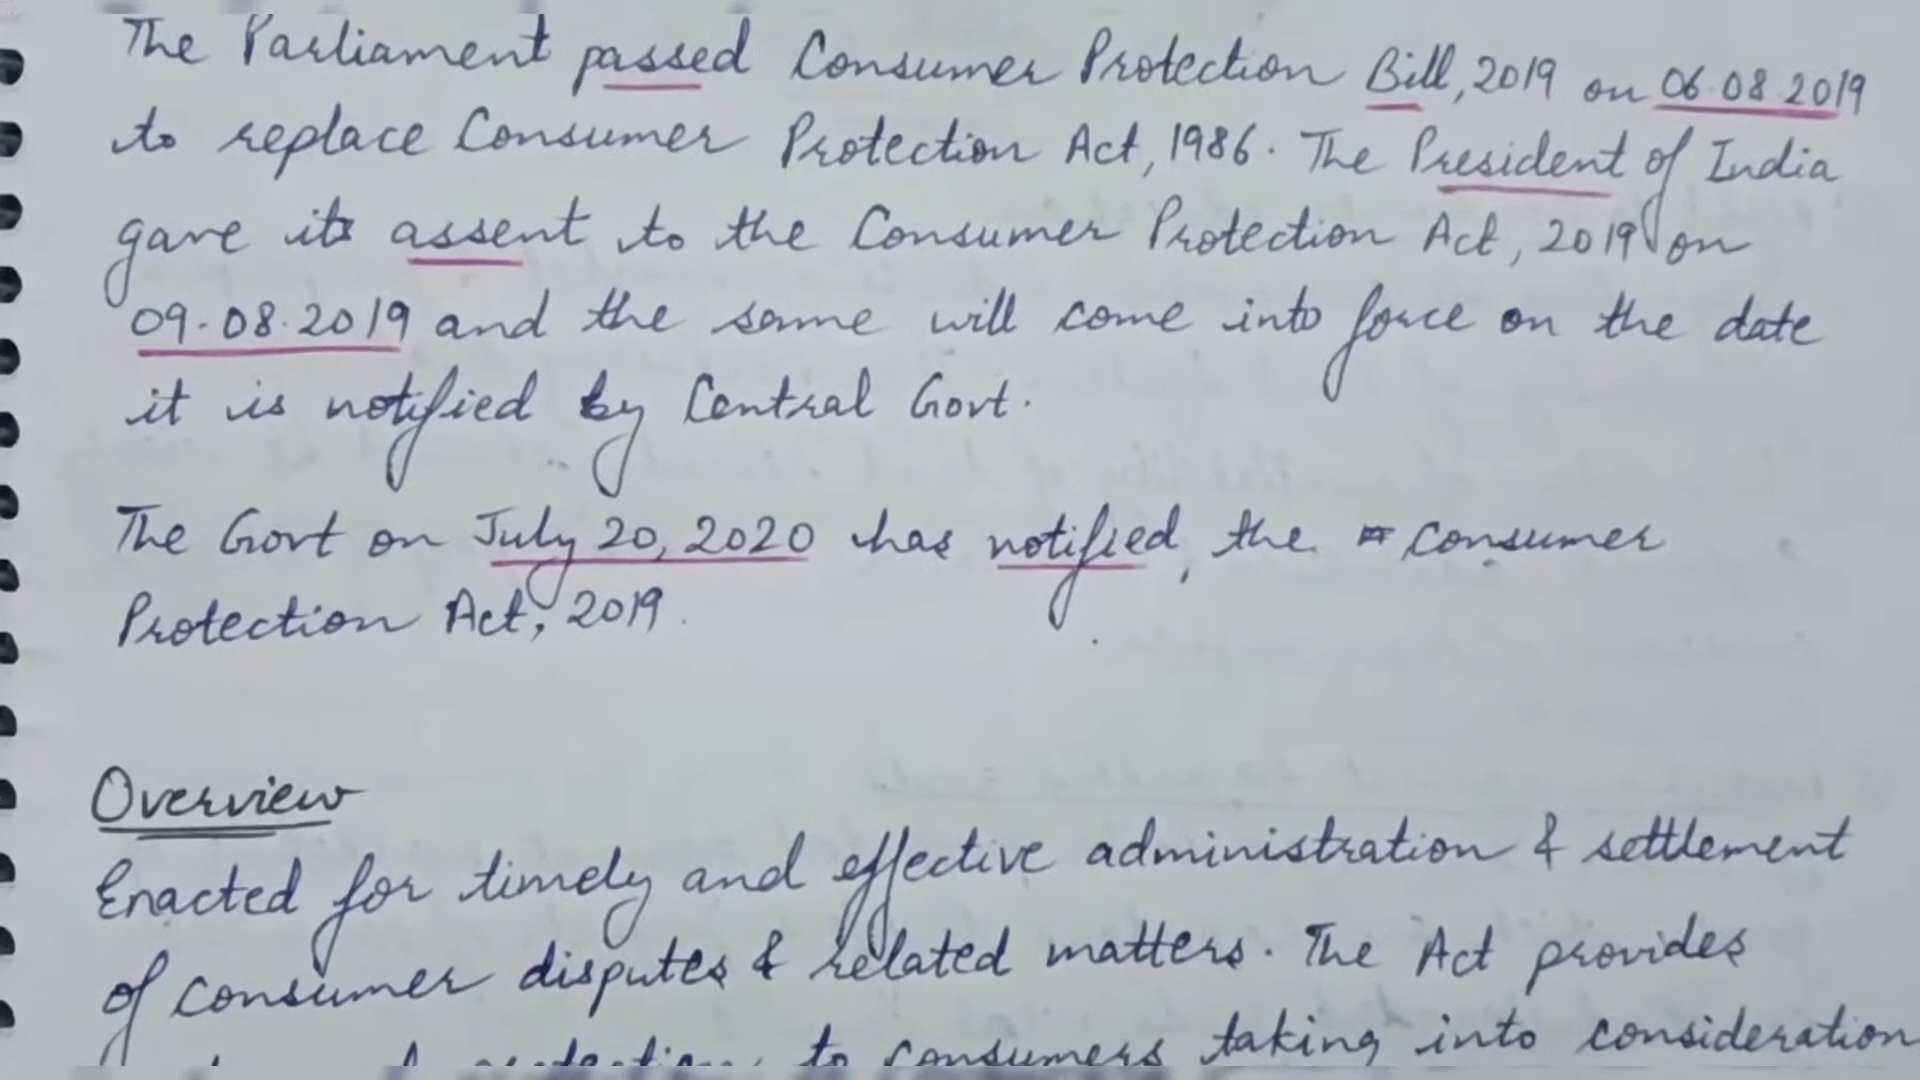 The Parliament passed Consumer Protection Bill, 2019 on 06.08.2019
to replace Consumer Protection Act, 1986. The President of India
gave its assent to the Consumer Protection Act, 2019 on
09.08.2019 and the same will come into force on the date
it is notified by Central Govt.
The Govt on July 20, 2020 has notified the Consumer
Protection Act, 2019.
Overview
Enacted for timely and effective administration & settlement
of consumer disputes & related matters. The Act provides
to consumers taking into consideration